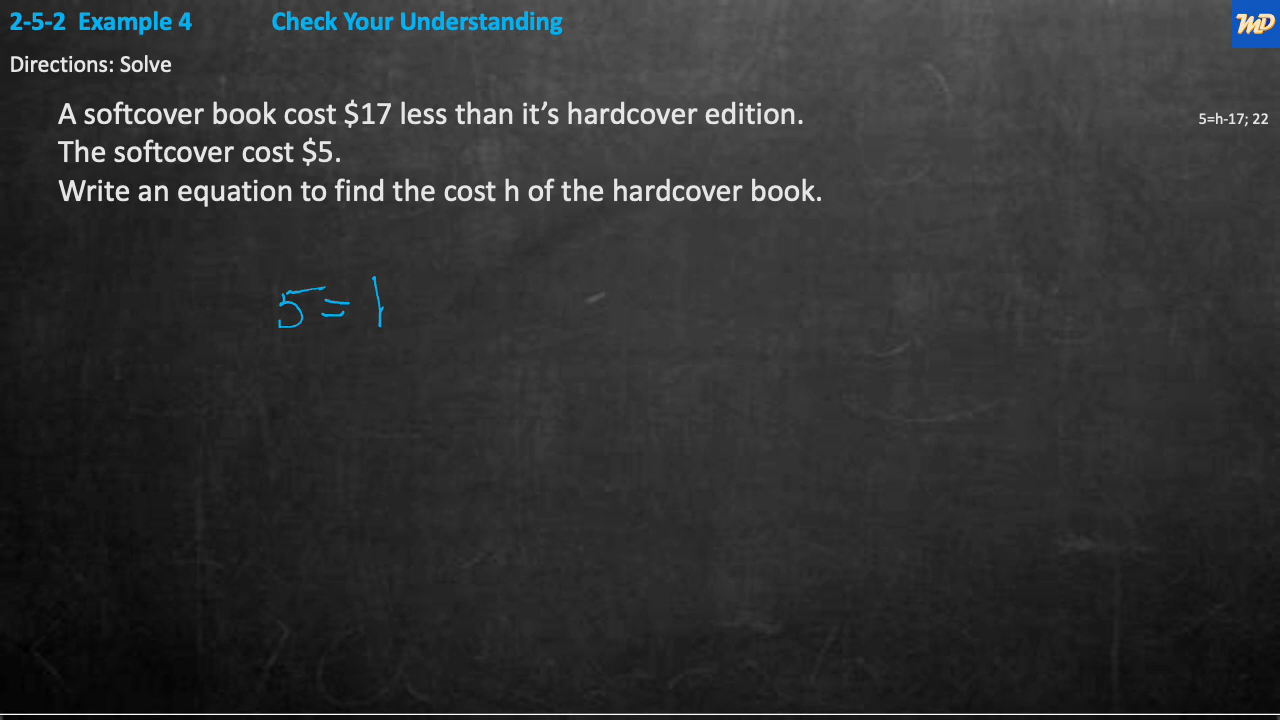 2-5-2 Example 4 Check Your Understanding
MD
Directions: Solve
A softcover book cost $17 less than it’s hardcover edition.
5=h-17; 22
The softcover cost $5.
Write an equation to find the cost h of the hardcover book.
5=